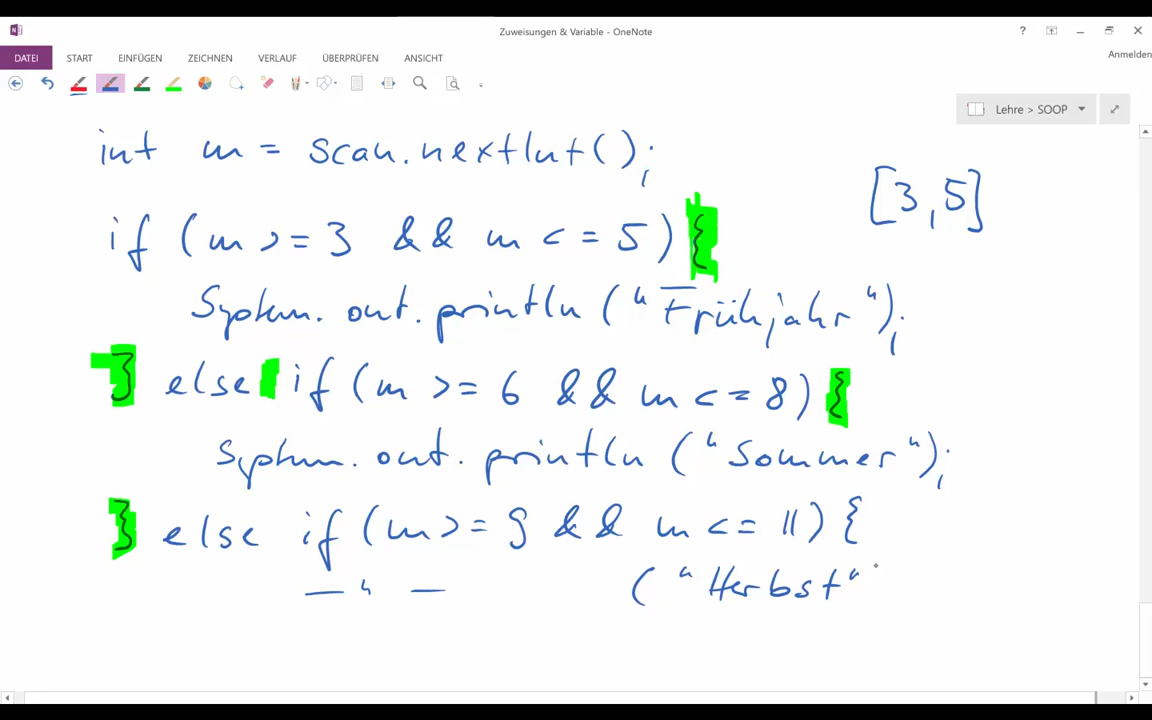 Zuweisungen & Variable - OneNote
Anmelden
DATEI START EINFÜGEN ZEICHNEN VERLAUF ÜBERPRÜFEN ANSICHT
Lehre > SOOP
int m = scan.nextInt();
[3,5]
if (m >= 3 && m <= 5) {
System.out.println("Frühjahr");
} else if (m >= 6 && m <= 8) {
System.out.println("Sommer");
} else if (m >= 9 && m <= 11) {
— " — ("Herbst"